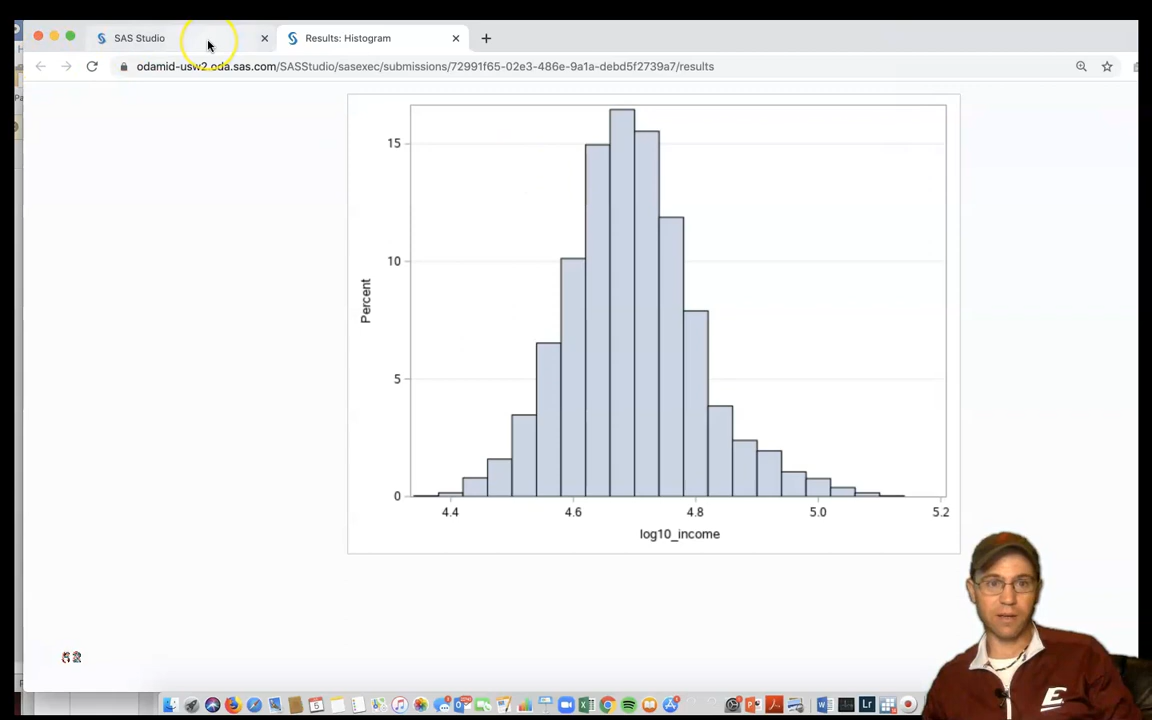 SAS Studio
Results: Histogram
odamid-usw2.oda.sas.com/SASStudio/sasexec/submissions/72991f65-02e3-486e-9a1a-debd5f2739a7/results
15
10
5
0
Percent
4.4 4.6 4.8 5.0 5.2
log10_income
E